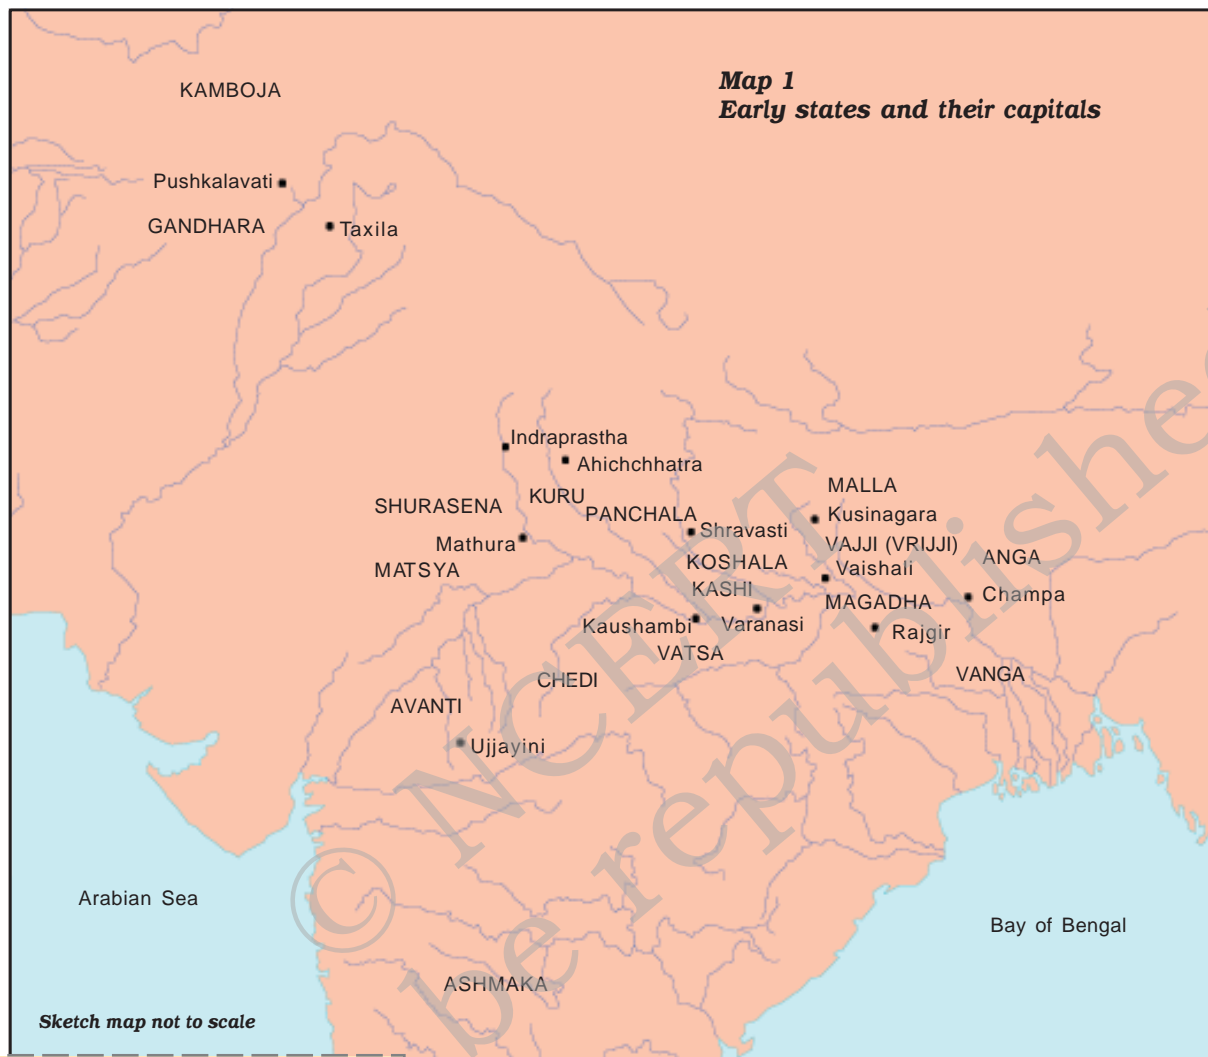 Map 1
Early states and their capitals
KAMBOJA
Pushkalavati
GANDHARA
Taxila
Indraprastha
Ahichchhatra
KURU
SHURASENA
PANCHALA
MALLA
Kusinagara
Shravasti
Mathura
VAJJI (VRIJJI)
MATSYA
KOSHALA
Vaishali
ANGA
KASHI
MAGADHA
Champa
Kaushambi
Varanasi
Rajgir
VATSA
CHEDI
VANGA
AVANTI
Ujjayini
Arabian Sea
Bay of Bengal
ASHMAKA
Sketch map not to scale
© NCERT
be republishe